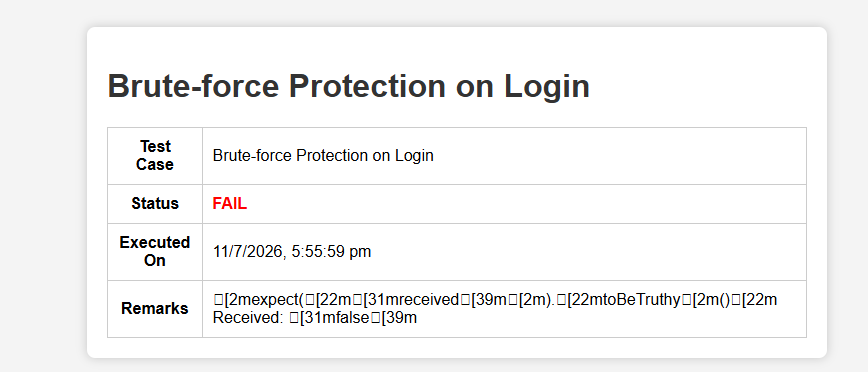 Brute-force Protection on Login
Test
Case
Brute-force Protection on Login
Status
FAIL
Executed
On
11/7/2026, 5:55:59 pm
Remarks
□[2mexpect(□[22m□[31mreceived□[39m□[2m).□[22mtoBeTruthy□[2m()□[22m
Received: □[31mfalse□[39m